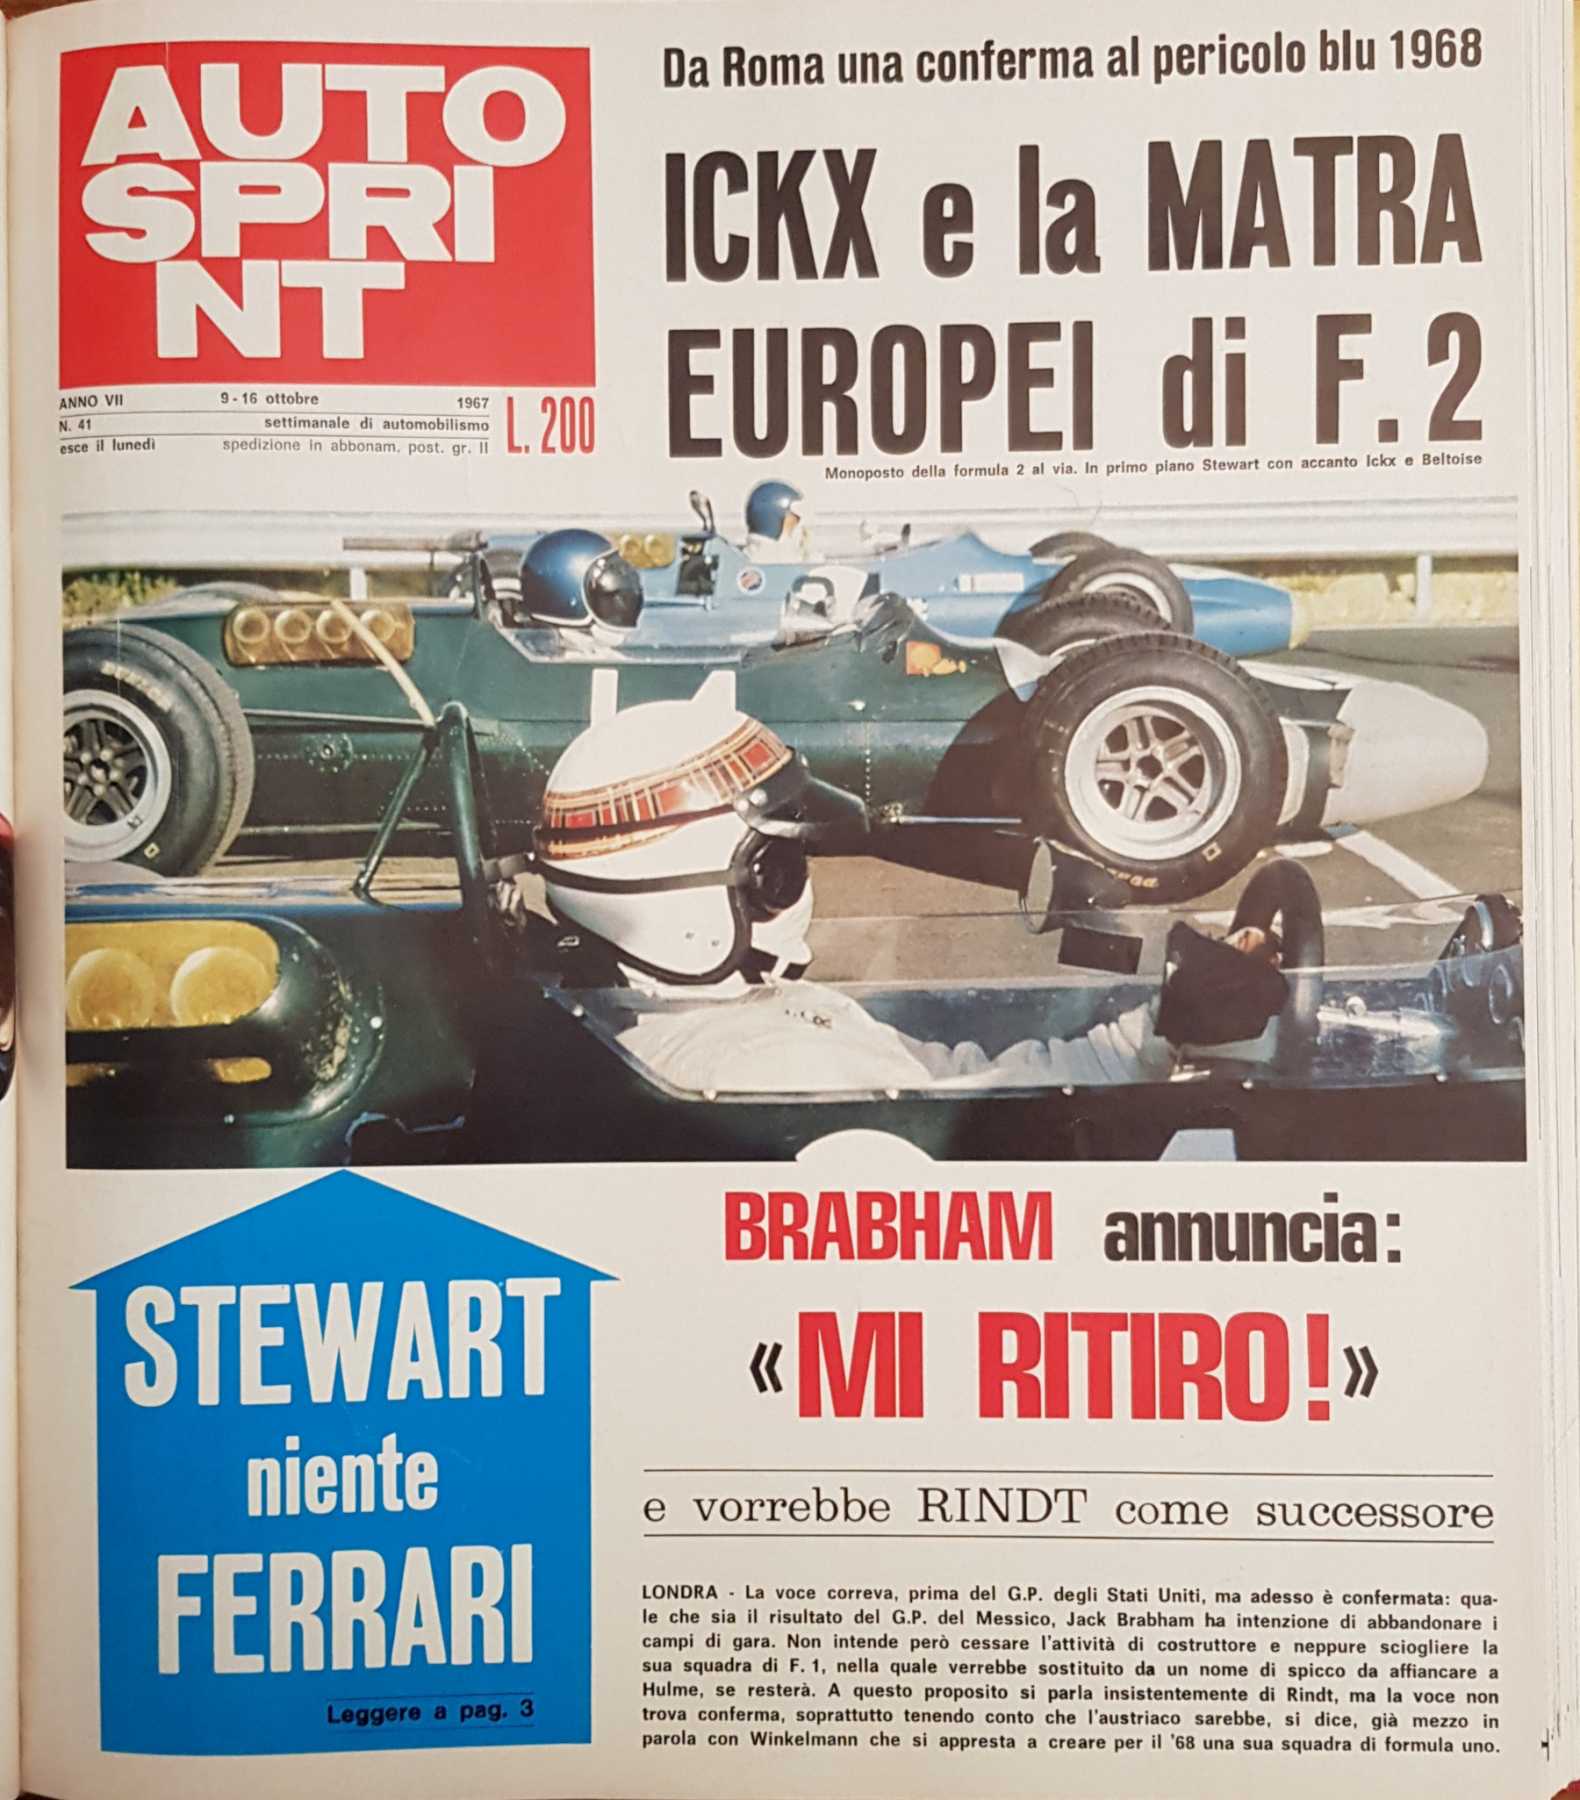 AUTO
SPRI
NT
ANNO VII 9 - 16 ottobre 1967
N. 41 settimanale di automobilismo
esce il lunedì spedizione in abbonam. post. gr. II
L. 200
Da Roma una conferma al pericolo blu 1968
ICKX e la MATRA
EUROPEI di F.2
Monoposto della formula 2 al via. In primo piano Stewart con accanto Ickx e Beltoise
STEWART
niente
FERRARI
Leggere a pag. 3
BRABHAM annuncia:
«MI RITIRO!»
e vorrebbe RINDT come successore
LONDRA - La voce correva, prima del G.P. degli Stati Uniti, ma adesso è confermata: qua-
le che sia il risultato del G.P. del Messico, Jack Brabham ha intenzione di abbandonare i
campi di gara. Non intende però cessare l'attività di costruttore e neppure sciogliere la
sua squadra di F. 1, nella quale verrebbe sostituito da un nome di spicco da affiancare a
Hulme, se resterà. A questo proposito si parla insistentemente di Rindt, ma la voce non
trova conferma, soprattutto tenendo conto che l'austriaco sarebbe, si dice, già mezzo in
parola con Winkelmann che si appresta a creare per il '68 una sua squadra di formula uno.